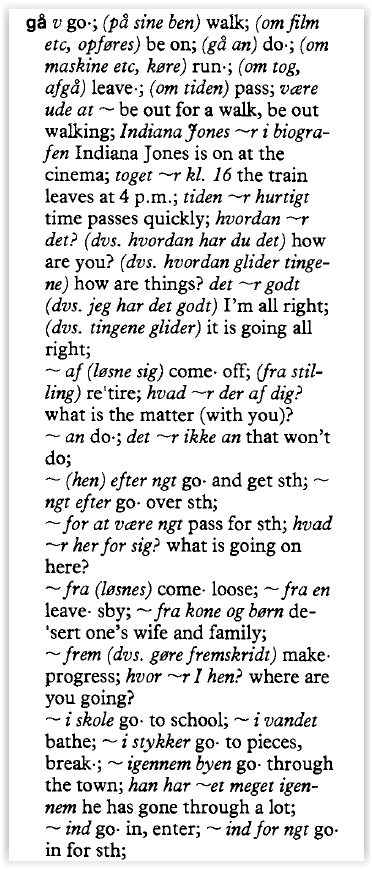 gå v go·; (på sine ben) walk; (om film
etc, opføres) be on; (gå an) do·; (om
maskine etc, køre) run·; (om tog,
afgå) leave·; (om tiden) pass; være
ude at ~ be out for a walk, be out
walking; Indiana Jones ~r i biogra-
fen Indiana Jones is on at the
cinema; toget ~r kl. 16 the train
leaves at 4 p.m.; tiden ~r hurtigt
time passes quickly; hvordan ~r
det? (dvs. hvordan har du det) how
are you? (dvs. hvordan glider tinge-
ne) how are things? det ~r godt
(dvs. jeg har det godt) I'm all right;
(dvs. tingene glider) it is going all
right;
~ af (løsne sig) come· off; (fra stil-
ling) re'tire; hvad ~r der af dig?
what is the matter (with you)?
~ an do·; det ~r ikke an that won't
do;
~ (hen) efter ngt go· and get sth; ~
ngt efter go· over sth;
~ for at være ngt pass for sth; hvad
~r her for sig? what is going on
here?
~ fra (løsnes) come· loose; ~ fra en
leave· sby; ~ fra kone og børn de-
'sert one's wife and family;
~ frem (dvs. gøre fremskridt) make·
progress; hvor ~r I hen? where are
you going?
~ i skole go· to school; ~ i vandet
bathe; ~ i stykker go· to pieces,
break·; ~ igennem byen go· through
the town; han har ~et meget igen-
nem he has gone through a lot;
~ ind go· in, enter; ~ ind for ngt go·
in for sth;